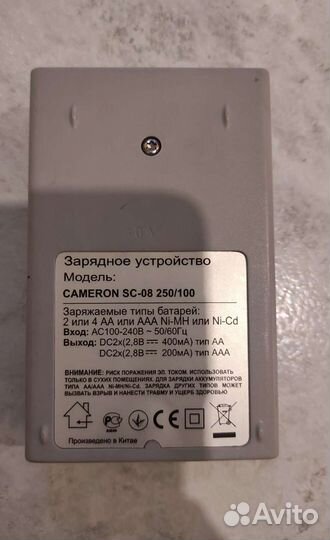 Зарядное устройство
Модель:
CAMERON SC-08 250/100
Заряжаемые типы батарей:
2 или 4 AA или AAA Ni-MH или Ni-Cd
Вход: AC100-240В ~ 50/60Гц
Выход: DC2x(2,8В ⎓ 400мА) тип AA
DC2x(2,8В ⎓ 200мА) тип AAA
ВНИМАНИЕ: РИСК ПОРАЖЕНИЯ ЭЛ. ТОКОМ. ИСПОЛЬЗОВАТЬ
ТОЛЬКО В СУХИХ ПОМЕЩЕНИЯХ. ДЛЯ ЗАРЯДКИ АККУМУЛЯТОРОВ
ТИПА AA/AAA Ni-MH/Ni-Cd. ЗАРЯДКА ДРУГИХ ТИПОВ МОЖЕТ
ВЫЗВАТЬ ВЗРЫВ И НАНЕСТИ ТРАВМУ И УЩЕРБ
Произведено в Китае
Avito